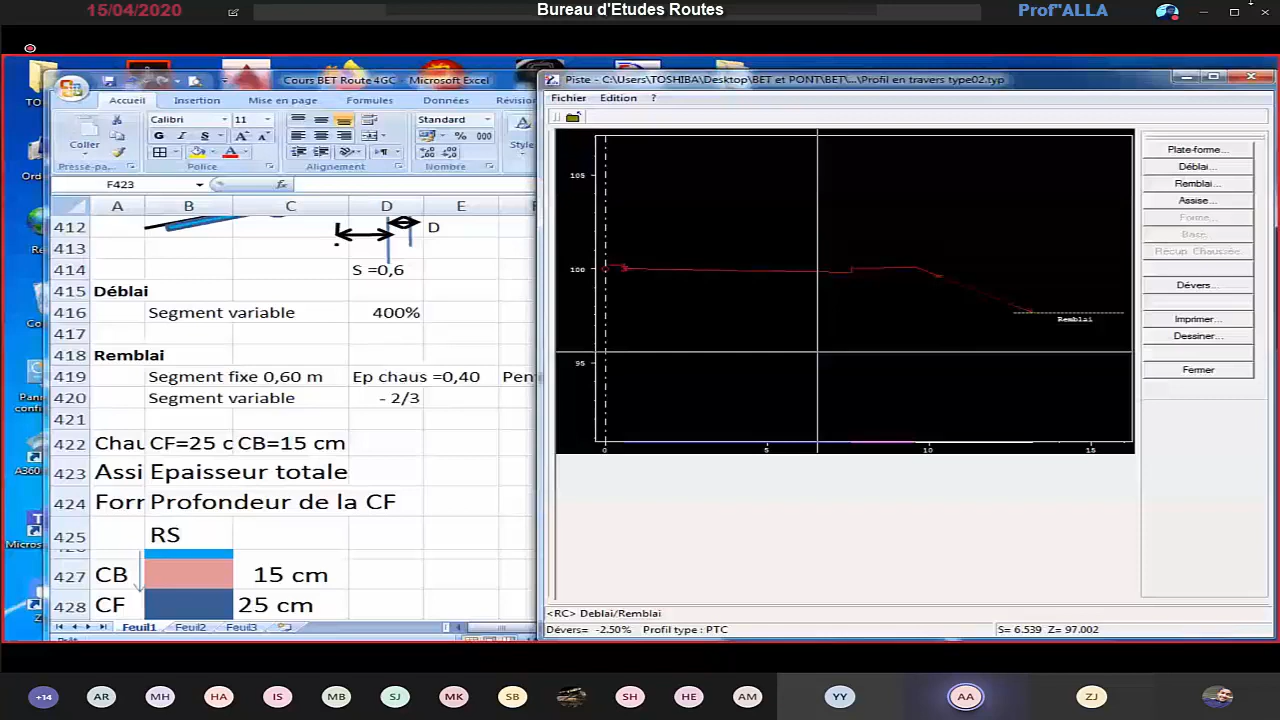 15/04/2020
Bureau d'Etudes Routes
Prof"ALLA
Cours BET Route 4GC - Microsoft Excel
Accueil
Insertion
Mise en page
Formules
Données
Révision
Coller
Calibri
11
Standard
Style
G I S
% 000
Presse-pa...
Police
Alignement
Nombre
F423
fx
A B C D E F
412 D
413
414 S =0,6
415 Déblai
416 Segment variable 400%
417
418 Remblai
419 Segment fixe 0,60 m Ep chaus =0,40 Pen
420 Segment variable - 2/3
421
422 Chau CF=25 c CB=15 cm
423 Assi Epaisseur totale
424 Forr Profondeur de la CF
425 RS
427 CB 15 cm
428 CF 25 cm
Feuil1 Feuil2 Feuil3
Piste - C:\Users\TOSHIBA\Desktop\BET et PONT\BET\...\Profil en travers type02.typ
Fichier Edition ?
105
100
95
0 5 10 15
Remblai
Plate-forme...
Déblai...
Remblai...
Assise...
Forme...
Base...
Récup. Chaussée...
Dévers...
Imprimer...
Dessiner...
Fermer
<RC> Deblai/Remblai
Dévers= -2.50% Profil type : PTC
S= 6.539 Z= 97.002
A360
Micros
+14 AR MH HA IS MB SJ MK SB SH HE AM YY AA ZJ